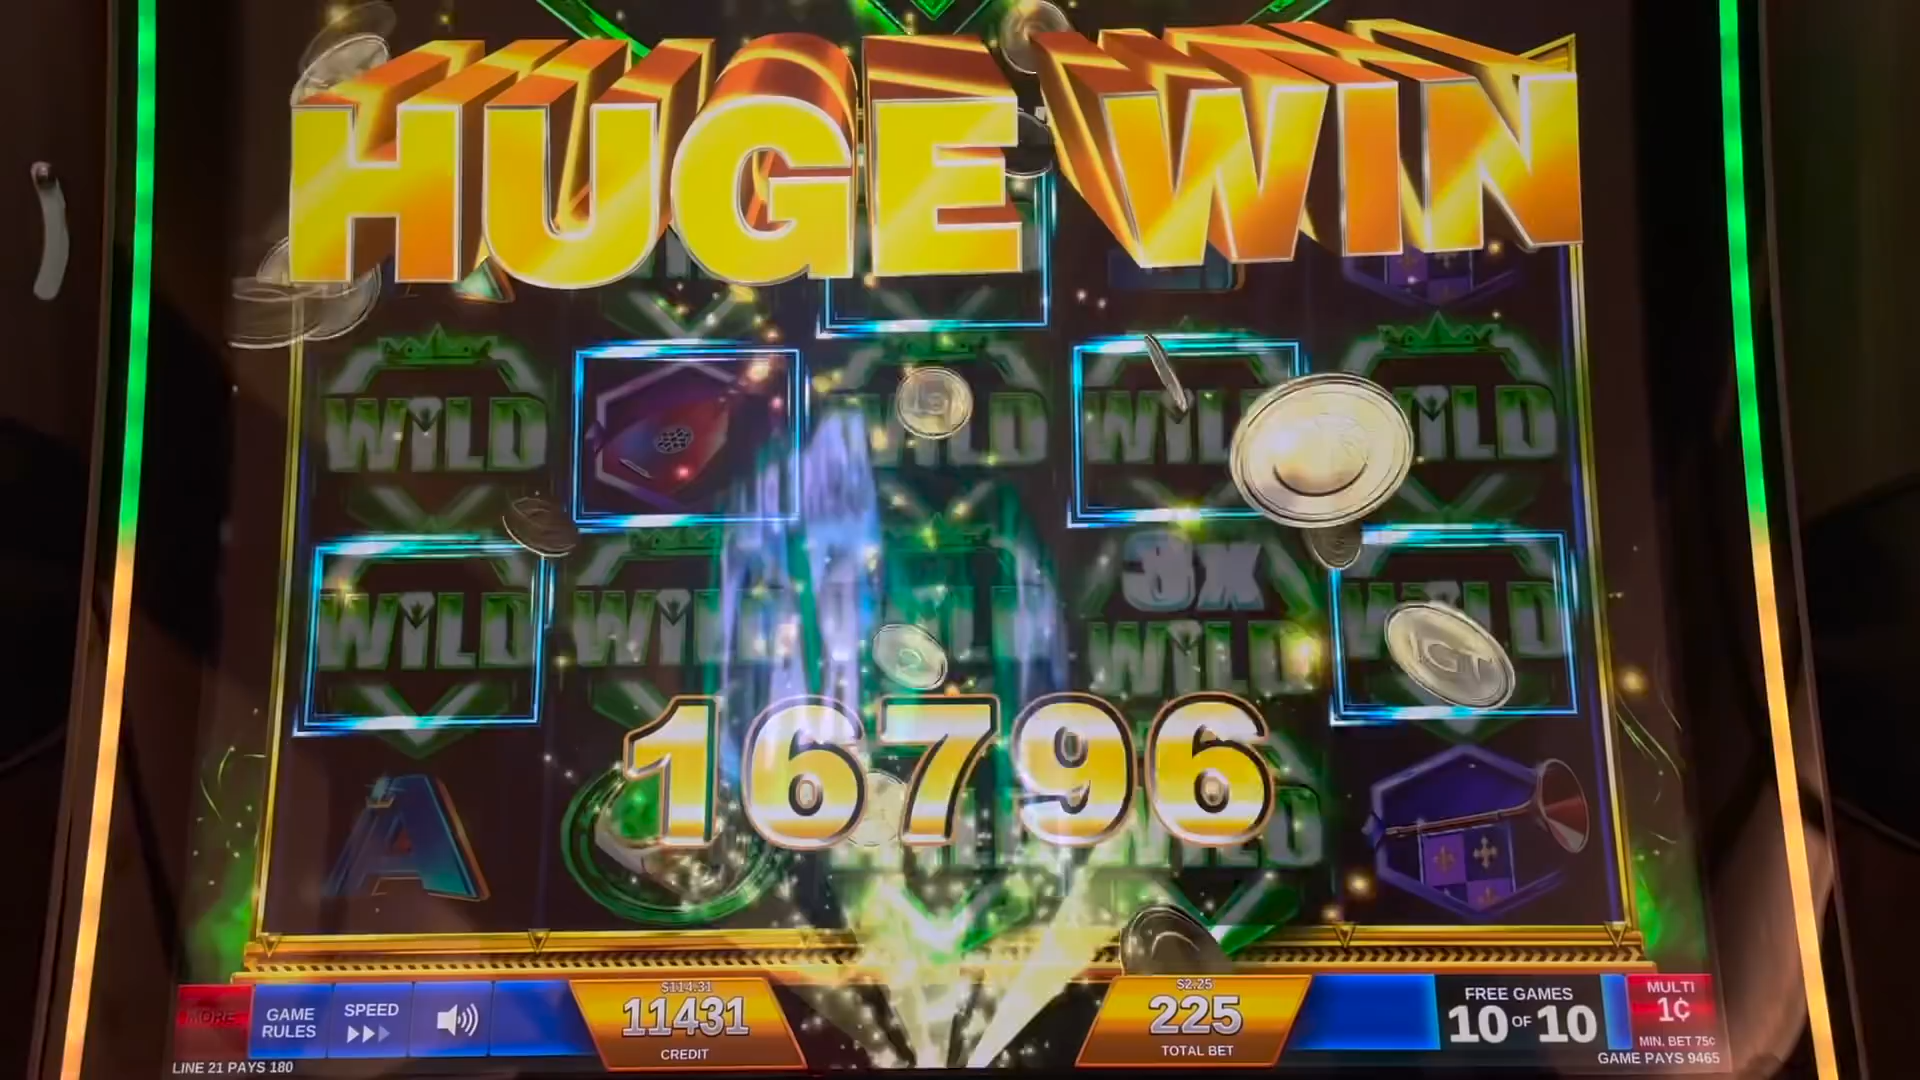 HUGE WIN
WILD
WILD
WILD
WILD
WILD
WILD
3X
WILD
WILD
IGT
16796
A
WILD
MORE
GAME
RULES
SPEED
$114.31
11431
CREDIT
$2.25
225
TOTAL BET
FREE GAMES
10 OF 10
MULTI
1¢
MIN. BET 75¢
LINE 21 PAYS 180
GAME PAYS 9465